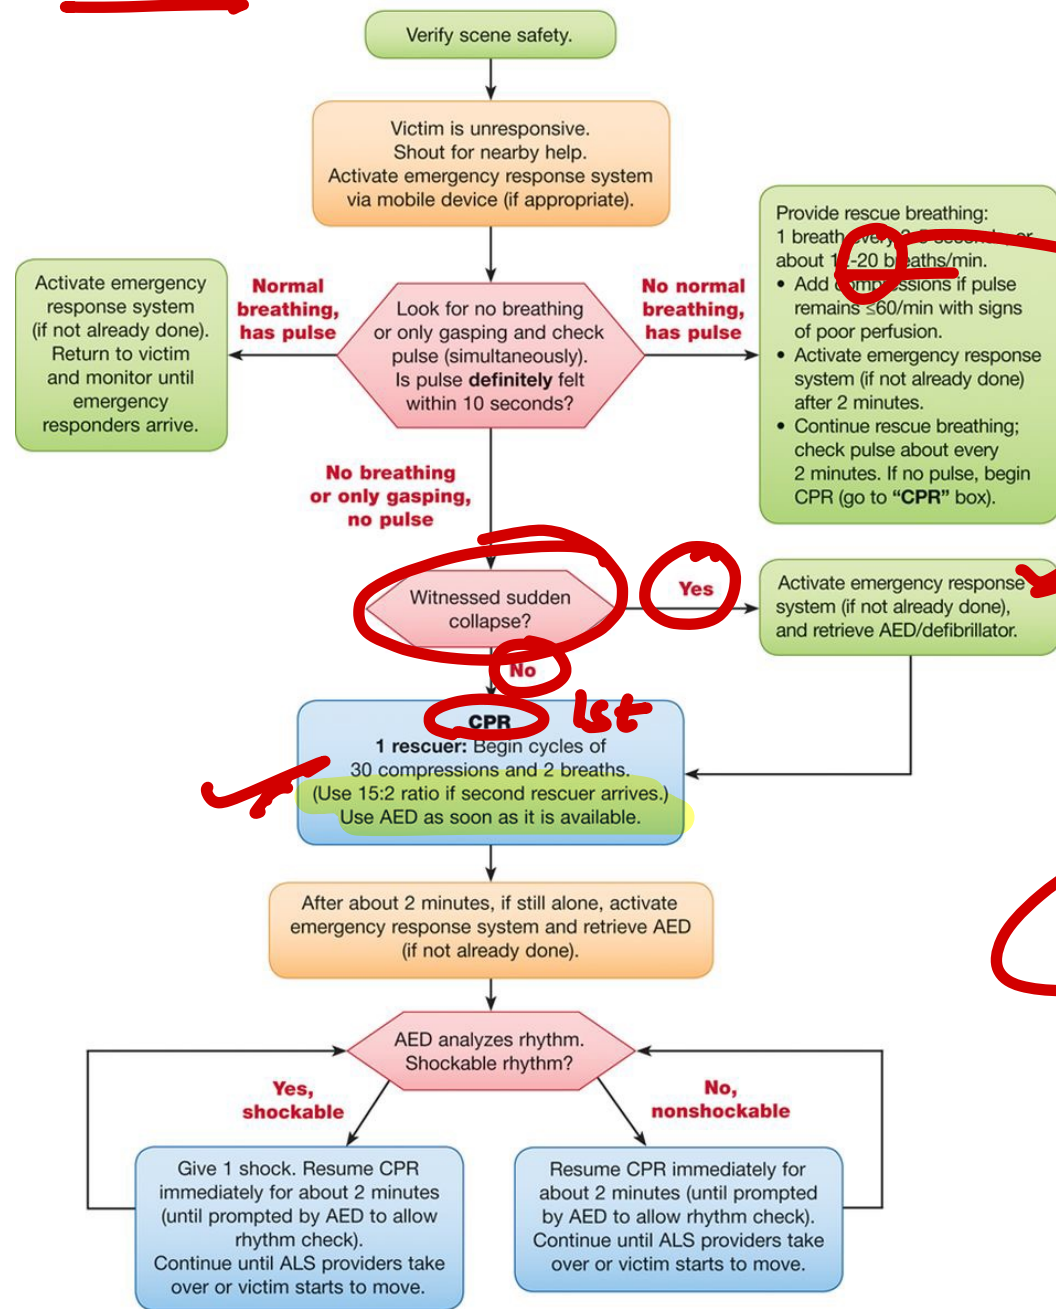 Verify scene safety.
Victim is unresponsive.
Shout for nearby help.
Activate emergency response system
via mobile device (if appropriate).
Normal
breathing,
has pulse
Activate emergency
response system
(if not already done).
Return to victim
and monitor until
emergency
responders arrive.
Look for no breathing
or only gasping and check
pulse (simultaneously).
Is pulse definitely felt
within 10 seconds?
No normal
breathing,
has pulse
Provide rescue breathing:
1 breath every seconds, or
about -20 breaths/min.
• Add compressions if pulse
remains ≤60/min with signs
of poor perfusion.
• Activate emergency response
system (if not already done)
after 2 minutes.
• Continue rescue breathing;
check pulse about every
2 minutes. If no pulse, begin
CPR (go to “CPR” box).
No breathing
or only gasping,
no pulse
Witnessed sudden
collapse?
Yes
Activate emergency response
system (if not already done),
and retrieve AED/defibrillator.
No
CPR 1st
1 rescuer: Begin cycles of
30 compressions and 2 breaths.
(Use 15:2 ratio if second rescuer arrives.)
Use AED as soon as it is available.
After about 2 minutes, if still alone, activate
emergency response system and retrieve AED
(if not already done).
AED analyzes rhythm.
Shockable rhythm?
Yes,
shockable
No,
nonshockable
Give 1 shock. Resume CPR
immediately for about 2 minutes
(until prompted by AED to allow
rhythm check).
Continue until ALS providers take
over or victim starts to move.
Resume CPR immediately for
about 2 minutes (until prompted
by AED to allow rhythm check).
Continue until ALS providers take
over or victim starts to move.